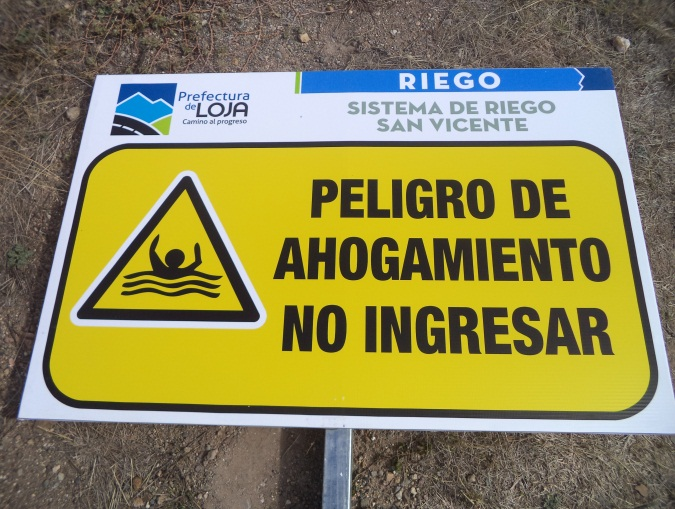 Prefectura
de LOJA
Camino al progreso
RIEGO
SISTEMA DE RIEGO
SAN VICENTE
PELIGRO DE
AHOGAMIENTO
NO INGRESAR